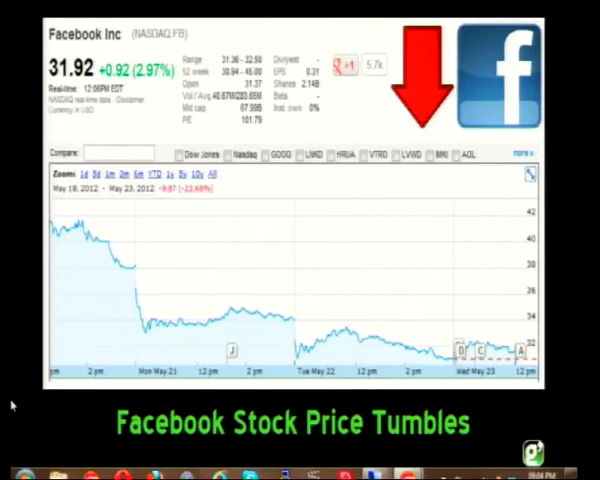 Facebook Inc (NASDAQ FB)
31.92 +0.92 (2.97%)
Real-time: 12:06PM EDT
NASDAQ real-time data - Disclaimer
Currency in USD
Range 31.36 - 32.50
52 week 30.94 - 45.00
Open 31.37
Vol / Avg.
Mkt cap 67.99B
P/E 101.79
Div/yield -
EPS 0.31
Shares 2.14B
Beta -
Inst. own 0%
+1 5.7k
Compare: Dow Jones Nasdaq GOOG LNKD HRUA VTRO LVWD MKI AOL more
Zoom: 1d 5d 1m 3m 6m YTD 1y 5y 10y All
May 18, 2012 - May 23, 2012 -9.87 (-23.68%)
42
40
38
36
34
32
J D C A
pm 2 pm Mon May 21 12 pm 2 pm Tue May 22 12 pm 2 pm Wed May 23 12 pm
Facebook Stock Price Tumbles
g+
09:04 PM